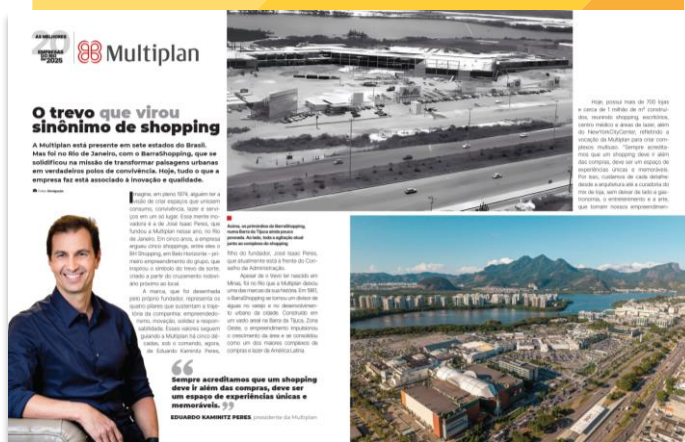 AS MELHORES
20
EMPRESAS
DO RIO
2025
Multiplan
O trevo que virou
sinônimo de shopping
A Multiplan está presente em sete estados do Brasil.
Mas foi no Rio de Janeiro, com o BarraShopping, que se
solidificou na missão de transformar paisagens urbanas
em verdadeiros polos de convivência. Hoje, tudo o que a
empresa faz está associado à inovação e qualidade.
Imagine, em pleno 1974, alguém ter a
visão de criar espaços que unissem
consumo, convivência, lazer e servi-
ços em um só lugar. Essa mente ino-
vadora é a de José Isaac Peres, que
fundou a Multiplan nesse ano, no Rio
de Janeiro. Em cinco anos, a empresa
ergueu cinco shoppings, entre eles o
BH Shopping, em Belo Horizonte – pri-
meiro empreendimento do grupo, que
inspirou o símbolo do trevo da sorte,
criado a partir do cruzamento rodovi-
ário próximo ao local.
A marca, que foi desenhada
pelo próprio fundador, representa os
quatro pilares que sustentam a traje-
tória da companhia: empreendedo-
rismo, inovação, solidez e respon-
sabilidade. Esses valores seguem
guiando a Multiplan há cinco dé-
cadas, sob o comando, agora,
de Eduardo Kaminitz Peres,
Acima, os primórdios do BarraShopping,
numa Barra da Tijuca ainda pouco
povoada. Ao lado, toda a agitação atual
junto ao complexo de shopping
filho do fundador, José Isaac Peres,
que atualmente está à frente do Con-
selho de Administração.
Apesar de o trevo ter nascido em
Minas, foi no Rio que a Multiplan deixou
uma das marcas da sua história. Em 1981,
o BarraShopping se tornou um divisor de
águas no varejo e no desenvolvimen-
to urbano da cidade. Construído em
um vasto areal na Barra da Tijuca, Zona
Oeste, o empreendimento impulsionou
o crescimento da área e se consolidou
como um dos maiores complexos de
compras e lazer da América Latina.
Hoje, possui mais de 700 lojas
e cerca de 1 milhão de m² construí-
dos, reunindo shopping, escritórios,
centro médico e áreas de lazer, além
do NewYorkCityCenter, refletindo a
vocação da Multiplan para criar com-
plexos multiuso. "Sempre acredita-
mos que um shopping deve ir além
das compras, deve ser um espaço de
experiências únicas e memoráveis.
Por isso, cuidamos de cada detalhe:
desde a arquitetura até a curadoria do
mix de loja, sem deixar de lado a gas-
tronomia, o entretenimento e a arte,
que tornam nossos empreendimen-
Sempre acreditamos que um shopping
deve ir além das compras, deve ser
um espaço de experiências únicas e
memoráveis.
EDUARDO KAMINITZ PERES, presidente da Multiplan